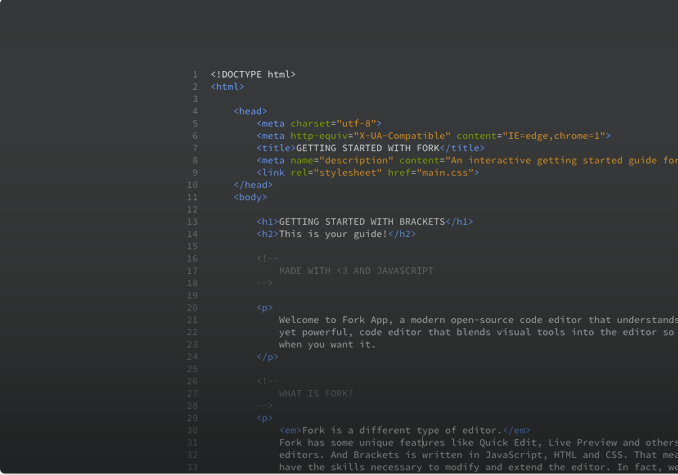 1 <!DOCTYPE html>
2 <html>
3
4 <head>
5 <meta charset="utf-8">
6 <meta http-equiv="X-UA-Compatible" content="IE=edge,chrome=1">
7 <title>GETTING STARTED WITH FORK</title>
8 <meta name="description" content="An interactive getting started guide for
9 <link rel="stylesheet" href="main.css">
10 </head>
11 <body>
12
13 <h1>GETTING STARTED WITH BRACKETS</h1>
14 <h2>This is your guide!</h2>
15
16 <!--
17 MADE WITH <3 AND JAVASCRIPT
18 -->
19
20 <p>
21 Welcome to Fork App, a modern open-source code editor that understands
22 yet powerful, code editor that blends visual tools into the editor so
23 when you want it.
24 </p>
25
26 <!--
27 WHAT IS FORK?
28 -->
29 <p>
30 <em>Fork is a different type of editor.</em>
31 Fork has some unique features like Quick Edit, Live Preview and others
32 editors. And Brackets is written in JavaScript, HTML and CSS. That mea
33 have the skills necessary to modify and extend the editor. In fact, we